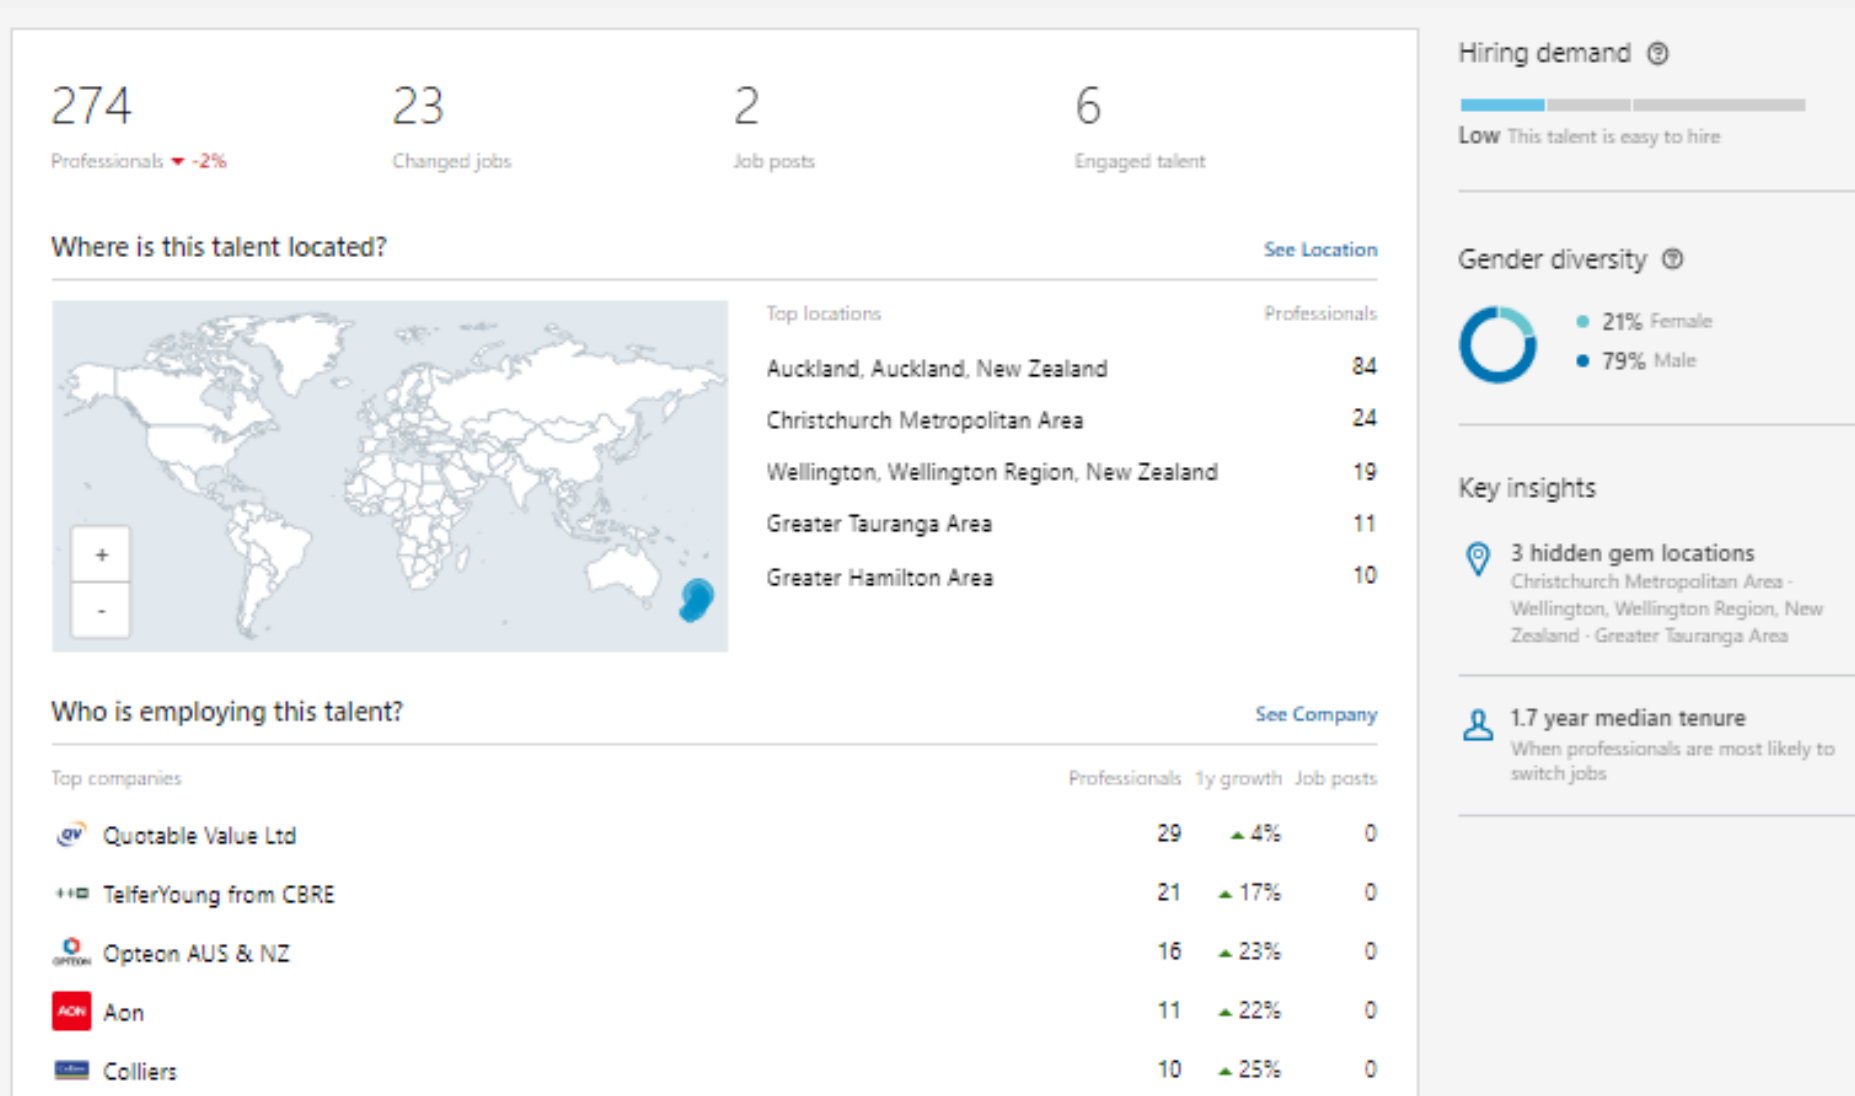 274
Professionals -2%
23
Changed jobs
2
Job posts
6
Engaged talent
Where is this talent located?
See Location
Top locations Professionals
Auckland, Auckland, New Zealand 84
Christchurch Metropolitan Area 24
Wellington, Wellington Region, New Zealand 19
Greater Tauranga Area 11
Greater Hamilton Area 10
+
-
Who is employing this talent?
See Company
Top companies Professionals 1y growth Job posts
QV Quotable Value Ltd 29 4% 0
TelferYoung from CBRE 21 17% 0
OPTEON Opteon AUS & NZ 16 23% 0
AON Aon 11 22% 0
Colliers Colliers 10 25% 0
Hiring demand ?
Low This talent is easy to hire
Gender diversity ?
21% Female
79% Male
Key insights
3 hidden gem locations
Christchurch Metropolitan Area ·
Wellington, Wellington Region, New
Zealand · Greater Tauranga Area
1.7 year median tenure
When professionals are most likely to
switch jobs